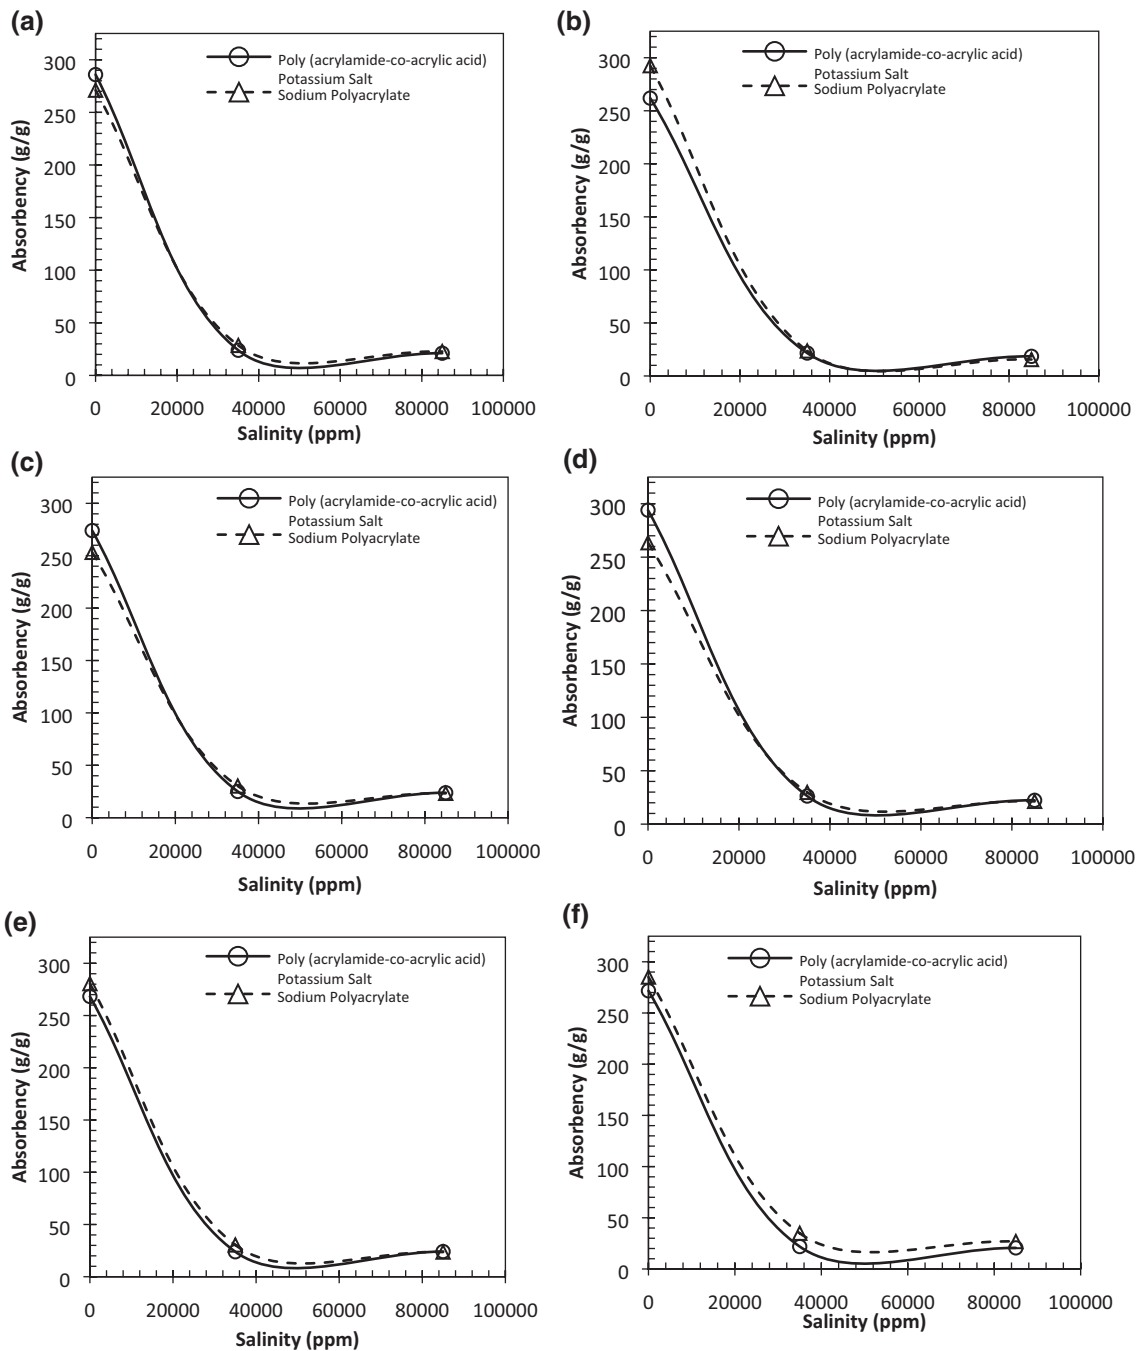 (a)
Absorbency (g/g)
300
250
200
150
100
50
0
Poly (acrylamide-co-acrylic acid)
Potassium Salt
Sodium Polyacrylate
0 20000 40000 60000 80000 100000
Salinity (ppm)
(b)
Absorbency (g/g)
300
250
200
150
100
50
0
Poly (acrylamide-co-acrylic acid)
Potassium Salt
Sodium Polyacrylate
0 20000 40000 60000 80000 100000
Salinity (ppm)
(c)
Absorbency (g/g)
300
250
200
150
100
50
0
Poly (acrylamide-co-acrylic acid)
Potassium Salt
Sodium Polyacrylate
0 20000 40000 60000 80000 100000
Salinity (ppm)
(d)
Absorbency (g/g)
300
250
200
150
100
50
0
Poly (acrylamide-co-acrylic acid)
Potassium Salt
Sodium Polyacrylate
0 20000 40000 60000 80000 100000
Salinity (ppm)
(e)
Absorbency (g/g)
300
250
200
150
100
50
0
Poly (acrylamide-co-acrylic acid)
Potassium Salt
Sodium Polyacrylate
0 20000 40000 60000 80000 100000
Salinity (ppm)
(f)
Absorbency (g/g)
300
250
200
150
100
50
0
Poly (acrylamide-co-acrylic acid)
Potassium Salt
Sodium Polyacrylate
0 20000 40000 60000 80000 100000
Salinity (ppm)